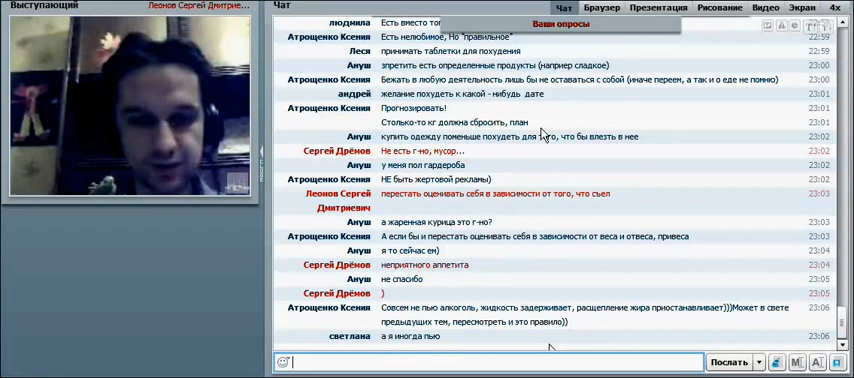 Выступающий
Леонов Сергей Дмитрие...
Чат
Чат Браузер Презентация Рисование Видео Экран 4x
Ваши опросы
людмила Есть вместо
Атрощенко Ксения Есть нелюбимое, Но "правильное" 22:59
Леся принимать таблетки для похудения 22:59
Ануш зпретить есть определенные продукты (наприер сладкое) 23:00
Атрощенко Ксения Бежать в любую деятельность лишь бы не оставаться с собой (иначе переем, а так и о еде не помню) 23:00
андрей желание похудеть к какой - нибудь дате 23:01
Атрощенко Ксения Прогнозировать! 23:01
Столько-то кг должна сбросить, план 23:01
Ануш купить одежду поменьше похудеть для того, что бы влезть в нее 23:02
Сергей Дрёмов Не есть г-но, мусор... 23:02
Ануш у меня пол гардероба 23:02
Атрощенко Ксения НЕ быть жертовой рекламы) 23:02
Леонов Сергей перестать оценивать себя в зависимости от того, что съел 23:03
Дмитриевич
Ануш а жаренная курица это г-но? 23:03
Атрощенко Ксения А если бы и перестать оценивать себя в зависимости от веса и отвеса, привеса 23:03
Ануш я то сейчас ем) 23:04
Сергей Дрёмов неприятного аппетита 23:04
Ануш не спасибо 23:05
Сергей Дрёмов ) 23:05
Атрощенко Ксения Совсем не пью алкоголь, жидкость задерживает, расщепление жира приостанавливает)))Может в свете 23:06
предыдущих тем, пересмотреть и это правило))
светлана а я иногда пью 23:06
Послать